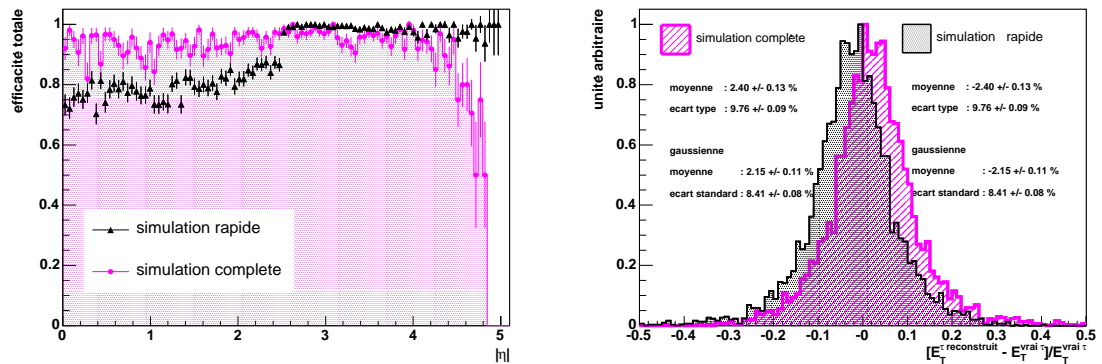 efficacité totale
1
0.8
0.6
0.4
0.2
0
0 1 2 3 4 5
|η|
simulation rapide
simulation complete
unité arbitraire
1
0.8
0.6
0.4
0.2
0
-0.5 -0.4 -0.3 -0.2 -0.1 -0 0.1 0.2 0.3 0.4 0.5
[E_T^{τ reconstruit} - E_T^{vrai τ}]/E_T^{vrai τ}
simulation complète
simulation rapide
moyenne : 2.40 +/- 0.13 %
ecart type : 9.76 +/- 0.09 %
gaussienne
moyenne : 2.15 +/- 0.11 %
ecart standard : 8.41 +/- 0.08 %
moyenne : -2.40 +/- 0.13 %
ecart type : 9.76 +/- 0.09 %
gaussienne
moyenne : -2.15 +/- 0.11 %
ecart standard : 8.41 +/- 0.08 %